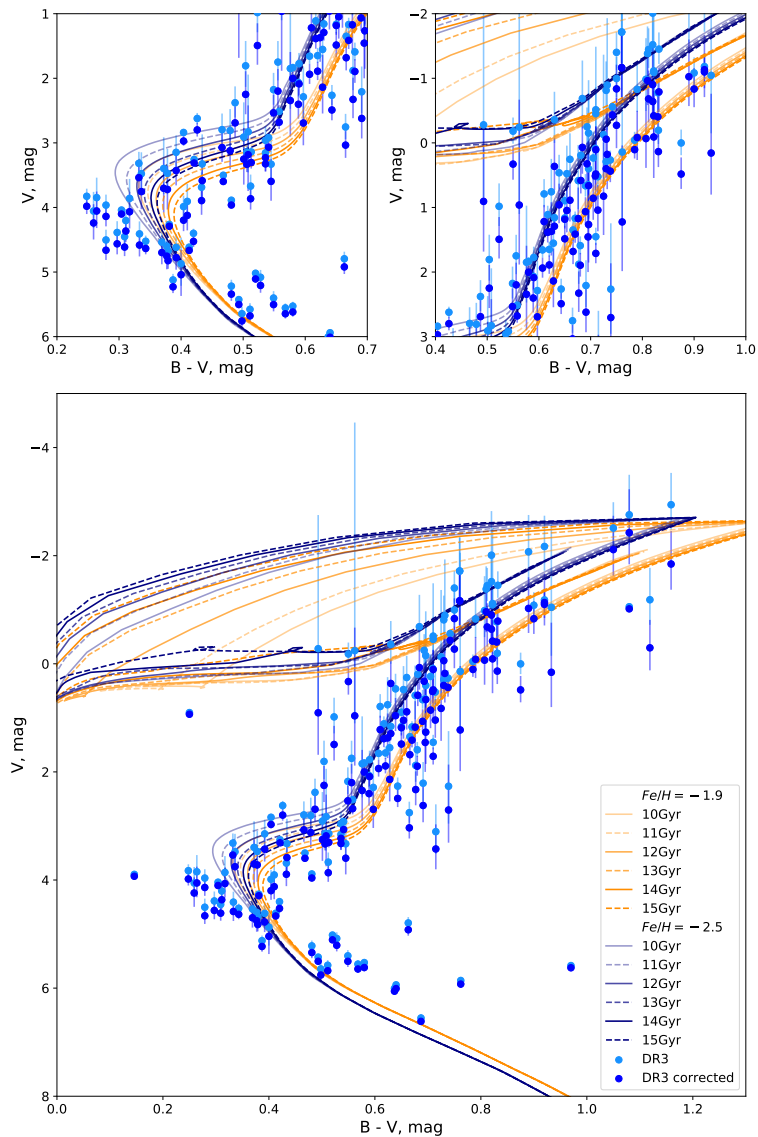 1
2
3
4
5
6
V, mag
0.2 0.3 0.4 0.5 0.6 0.7
B - V, mag
−2
−1
0
1
2
3
V, mag
0.4 0.5 0.6 0.7 0.8 0.9 1.0
B - V, mag
−4
−2
0
2
4
6
8
V, mag
0.0 0.2 0.4 0.6 0.8 1.0 1.2
B - V, mag
Fe/H = −1.9
10Gyr
11Gyr
12Gyr
13Gyr
14Gyr
15Gyr
Fe/H = −2.5
10Gyr
11Gyr
12Gyr
13Gyr
14Gyr
15Gyr
DR3
DR3 corrected